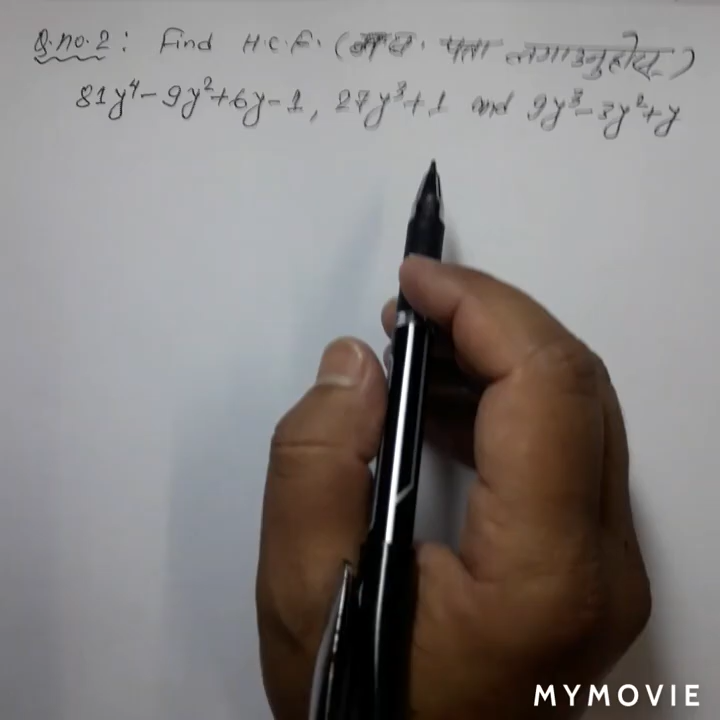 Q.no.2: Find H.C.F. (म.स. पत्ता लगाउनुहोस्)
81y⁴-9y²+6y-1, 27y³+1 and 9y³-3y²+y
MYMOVIE